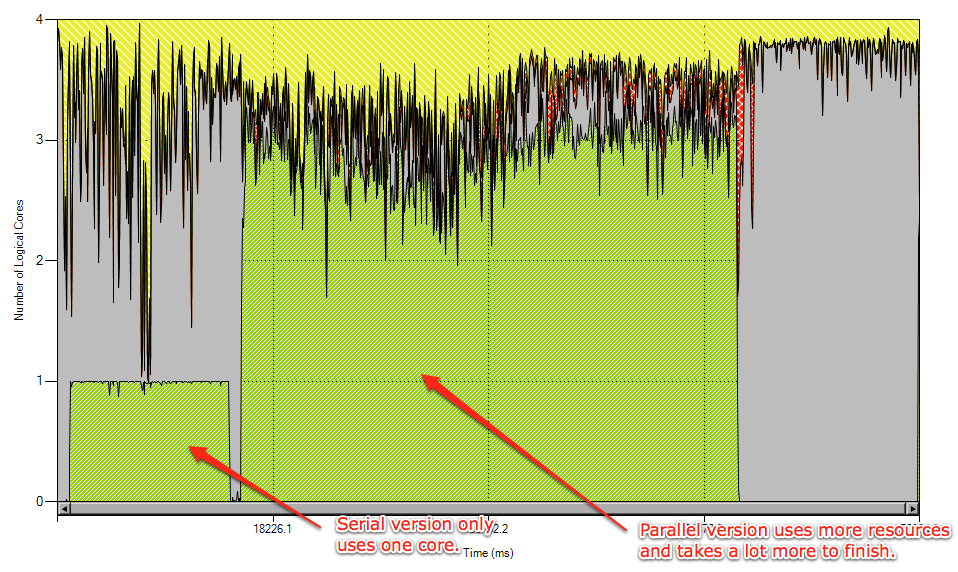 4
3
2
1
0
Number of Logical Cores
18226.1
Time (ms)
Serial version only
uses one core.
Parallel version uses more resources
and takes a lot more to finish.